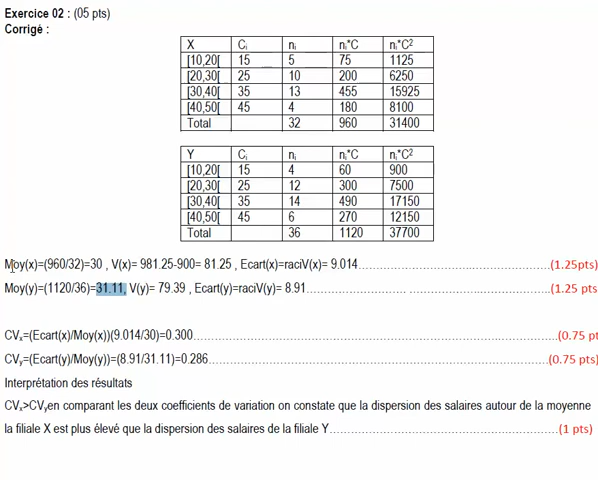 Exercice 02 : (05 pts)
Corrigé :
X Ci ni ni*C ni*C²
[10,20[ 15 5 75 1125
[20,30[ 25 10 200 6250
[30,40[ 35 13 455 15925
[40,50[ 45 4 180 8100
Total 32 960 31400
Y Ci ni ni*C ni*C²
[10,20[ 15 4 60 900
[20,30[ 25 12 300 7500
[30,40[ 35 14 490 17150
[40,50[ 45 6 270 12150
Total 36 1120 37700
Moy(x)=(960/32)=30 , V(x)= 981.25-900= 81.25 , Ecart(x)=raciV(x)= 9.014...(1.25pts)
Moy(y)=(1120/36)=31.11, V(y)= 79.39 , Ecart(y)=raciV(y)= 8.91...(1.25 pts
CVx=(Ecart(x)/Moy(x))(9.014/30)=0.300...(0.75 pt
CVy=(Ecart(y)/Moy(y))=(8.91/31.11)=0.286...(0.75 pts)
Interprétation des résultats
CVx>CVyen comparant les deux coefficients de variation on constate que la dispersion des salaires autour de la moyenne
la filiale X est plus élevé que la dispersion des salaires de la filiale Y...(1 pts)